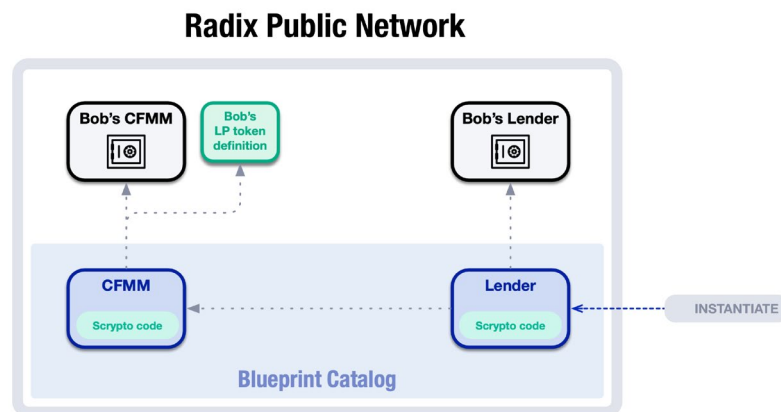 Radix Public Network
Bob's CFMM
Bob's
LP token
definition
Bob's Lender
CFMM
Scrypto code
Lender
Scrypto code
INSTANTIATE
Blueprint Catalog